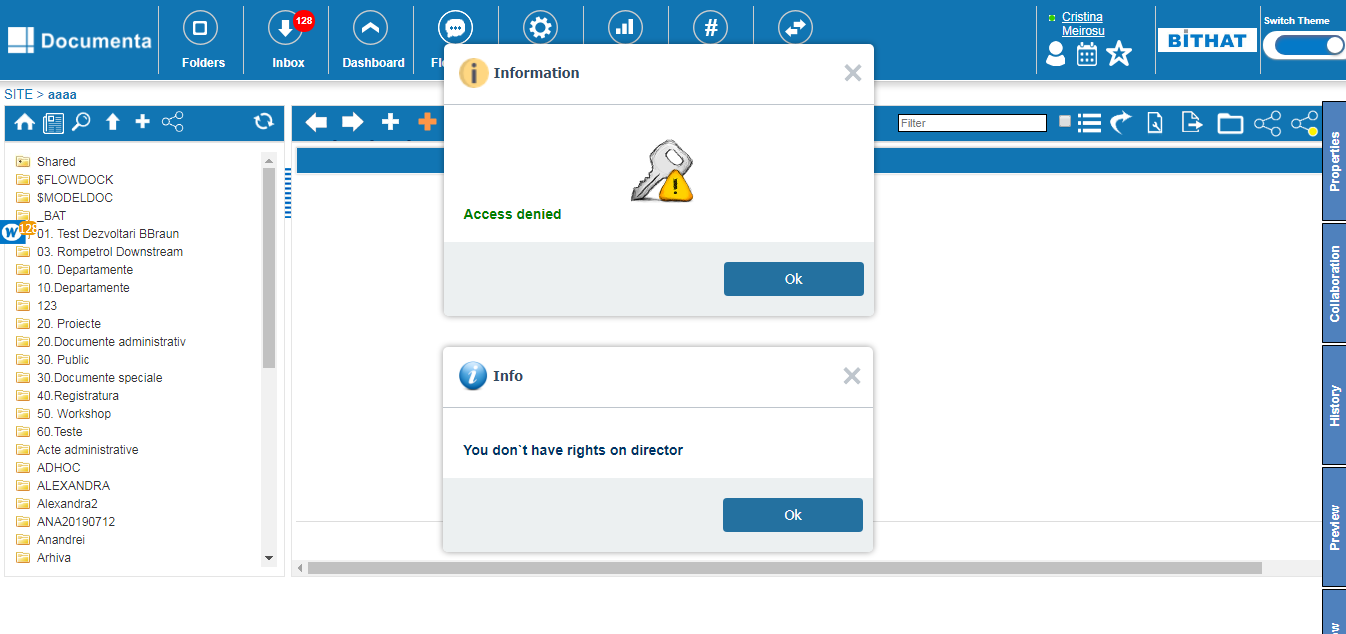 Documenta
Folders
128
Inbox
Dashboard
#
Cristina
Meirosu
BITHAT
Switch Theme
SITE > aaaa
Filter
Shared
$FLOWDOCK
$MODELDOC
_BAT
01. Test Dezvoltari BBraun
W
128
03. Rompetrol Downstream
10. Departamente
10.Departamente
123
20. Proiecte
20.Documente administrativ
30. Public
30.Documente speciale
40.Registratura
50. Workshop
60.Teste
Acte administrative
ADHOC
ALEXANDRA
Alexandra2
ANA20190712
Anandrei
Arhiva
Information
Access denied
Ok
Info
You don`t have rights on director
Ok
Properties
Collaboration
History
Preview